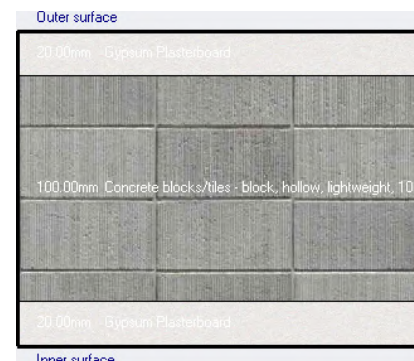 Outer surface
20.00mm Gypsum Plasterboard
100.00mm Concrete blocks/tiles - block, hollow, lightweight, 10
20.00mm Gypsum Plasterboard
Inner surface